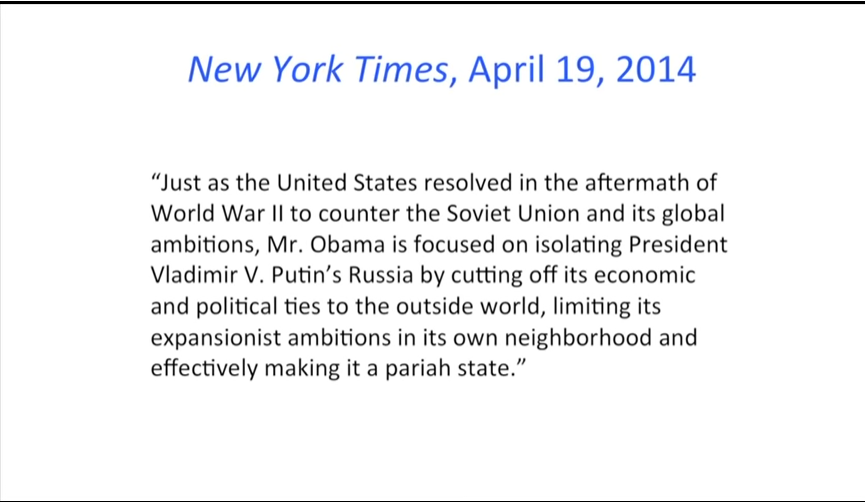 New York Times, April 19, 2014
“Just as the United States resolved in the aftermath of
World War II to counter the Soviet Union and its global
ambitions, Mr. Obama is focused on isolating President
Vladimir V. Putin’s Russia by cutting off its economic
and political ties to the outside world, limiting its
expansionist ambitions in its own neighborhood and
effectively making it a pariah state.”